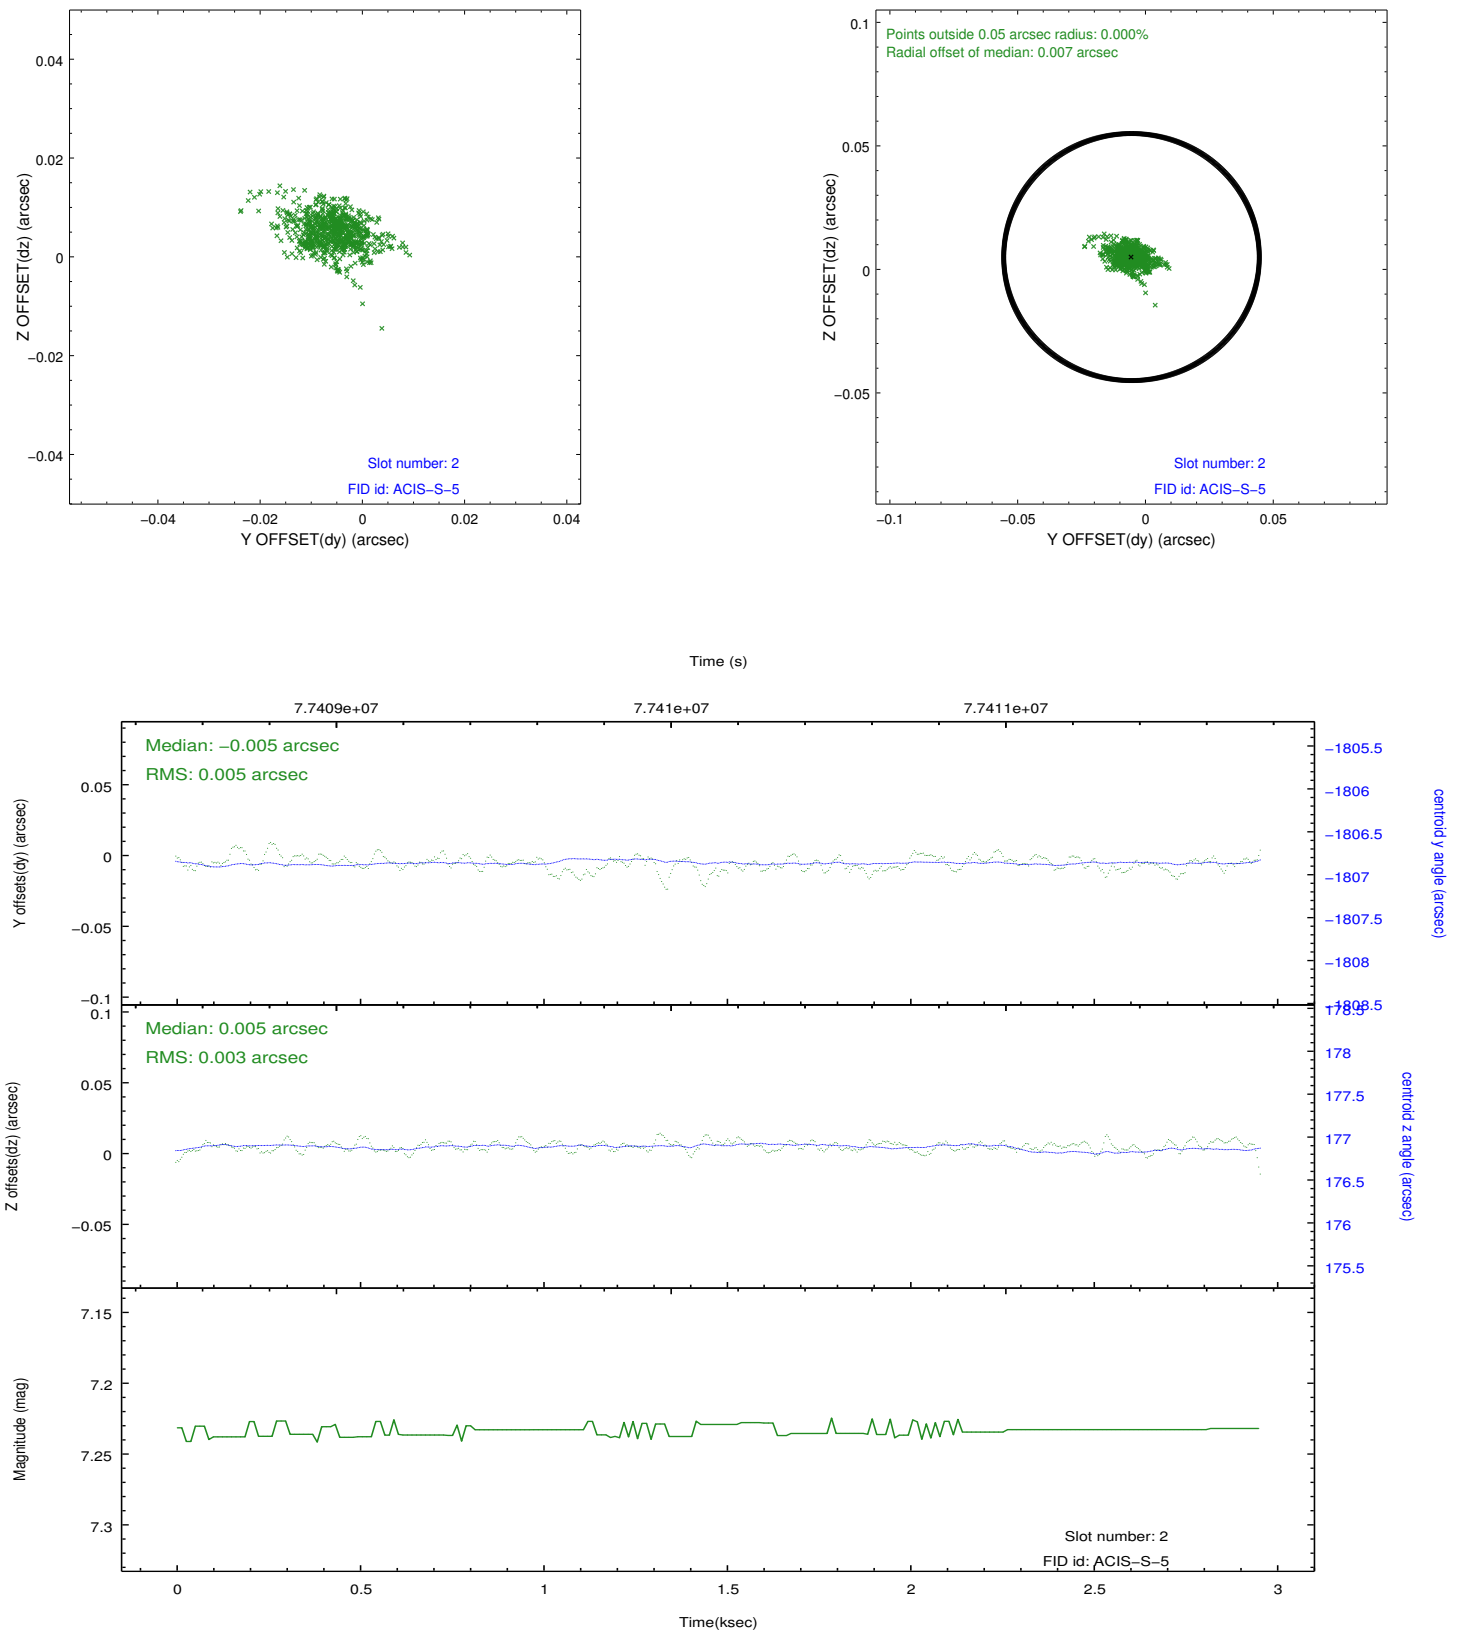 0.04
0.02
0
−0.02
−0.04
Z OFFSET(dz) (arcsec)
Slot number: 2
FID id: ACIS−S−5
−0.04
−0.02
0
0.02
0.04
Y OFFSET(dy) (arcsec)
0.1
0.05
0
−0.05
Z OFFSET(dz) (arcsec)
Points outside 0.05 arcsec radius: 0.000%
Radial offset of median: 0.007 arcsec
Slot number: 2
FID id: ACIS−S−5
−0.1
−0.05
0
0.05
Y OFFSET(dy) (arcsec)
Time (s)
7.7409e+07
7.741e+07
7.7411e+07
Median: −0.005 arcsec
RMS: 0.005 arcsec
0.05
0
−0.05
−0.1
Y offsets(dy) (arcsec)
−1805.5
−1806
−1806.5
−1807
−1807.5
−1808
−1808.5
centroid y angle (arcsec)
Median: 0.005 arcsec
RMS: 0.003 arcsec
0.1
0.05
0
−0.05
Z offsets(dz) (arcsec)
178.5
178
177.5
177
176.5
176
175.5
centroid z angle (arcsec)
7.15
7.2
7.25
7.3
Magnitude (mag)
Slot number: 2
FID id: ACIS−S−5
0
0.5
1
1.5
2
2.5
3
Time(ksec)